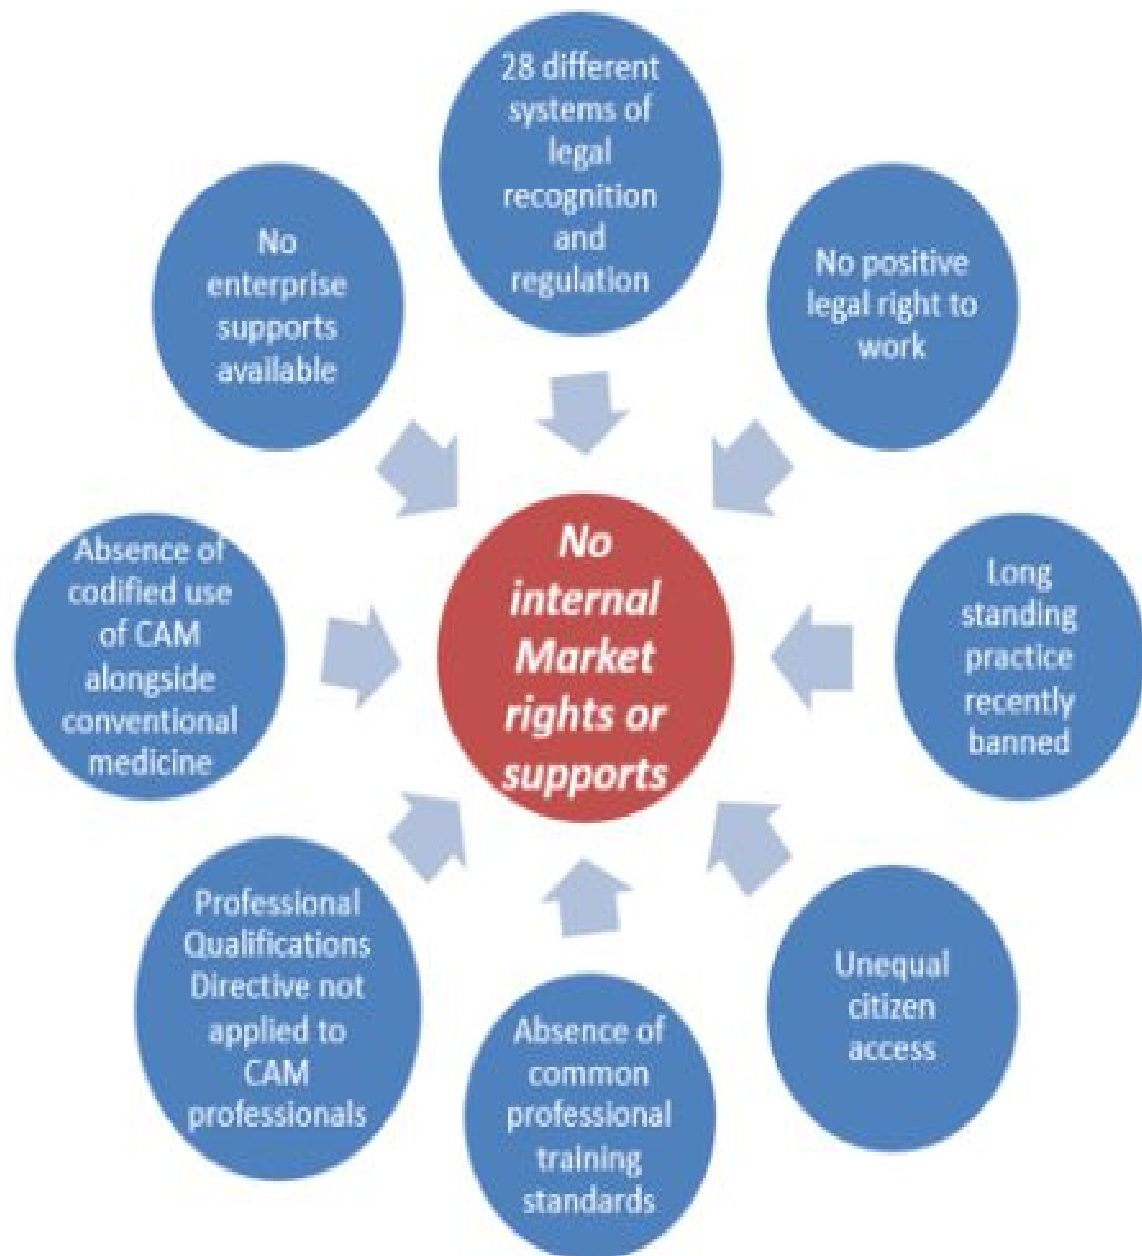 28 different
systems of
legal
recognition
and
regulation
No positive
legal right to
work
Long
standing
practice
recently
banned
Unequal
citizen
access
Absence of
common
professional
training
standards
Professional
Qualifications
Directive not
applied to
CAM
professionals
Absence of
codified use
of CAM
alongside
conventional
medicine
No
enterprise
supports
available
No
internal
Market
rights or
supports